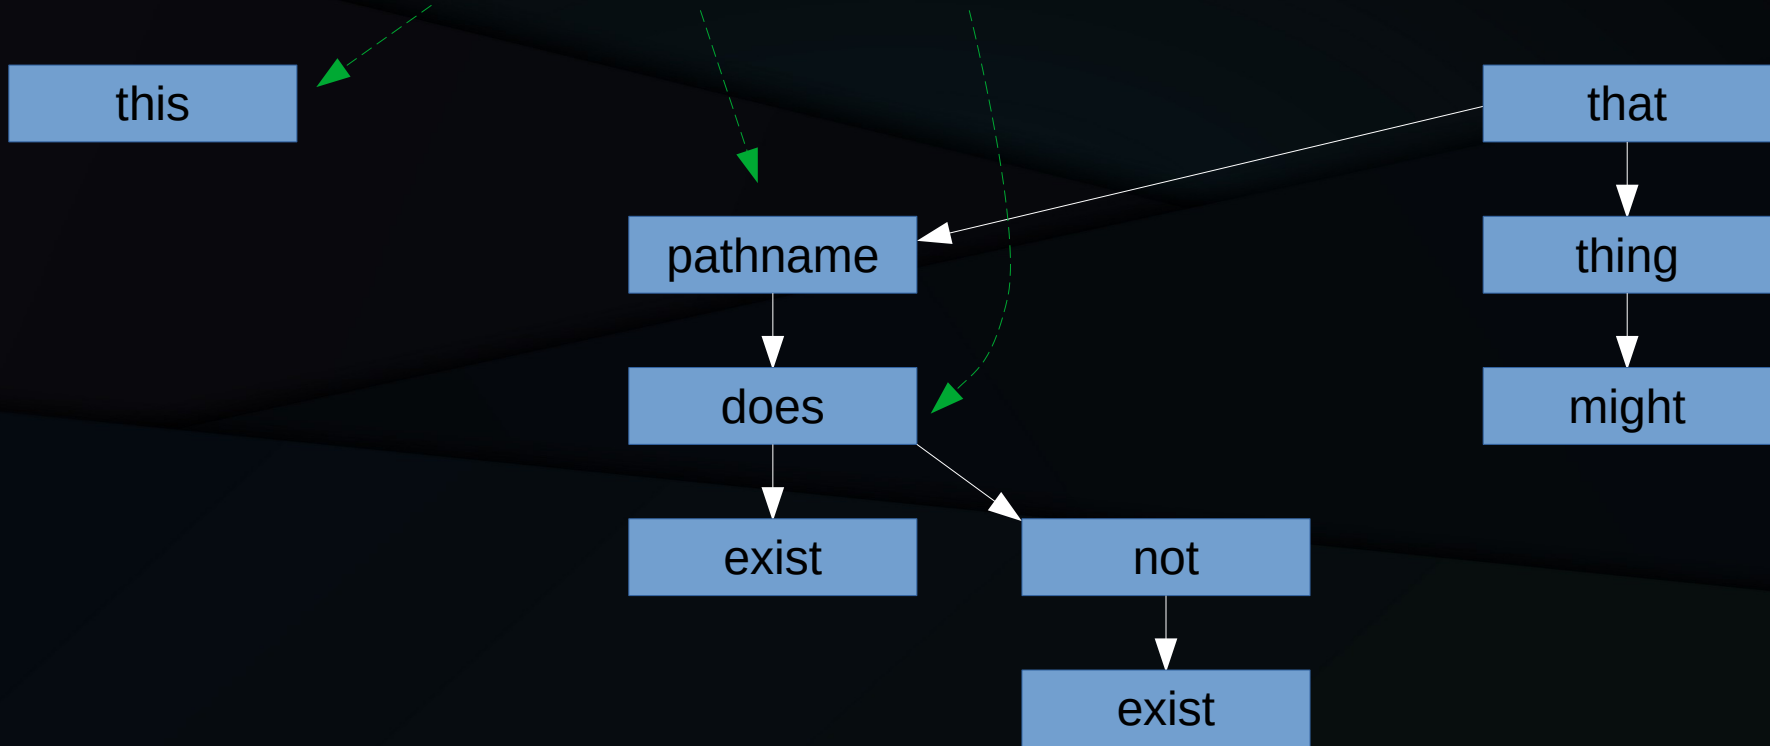 this
that
pathname
thing
does
might
exist
not
exist